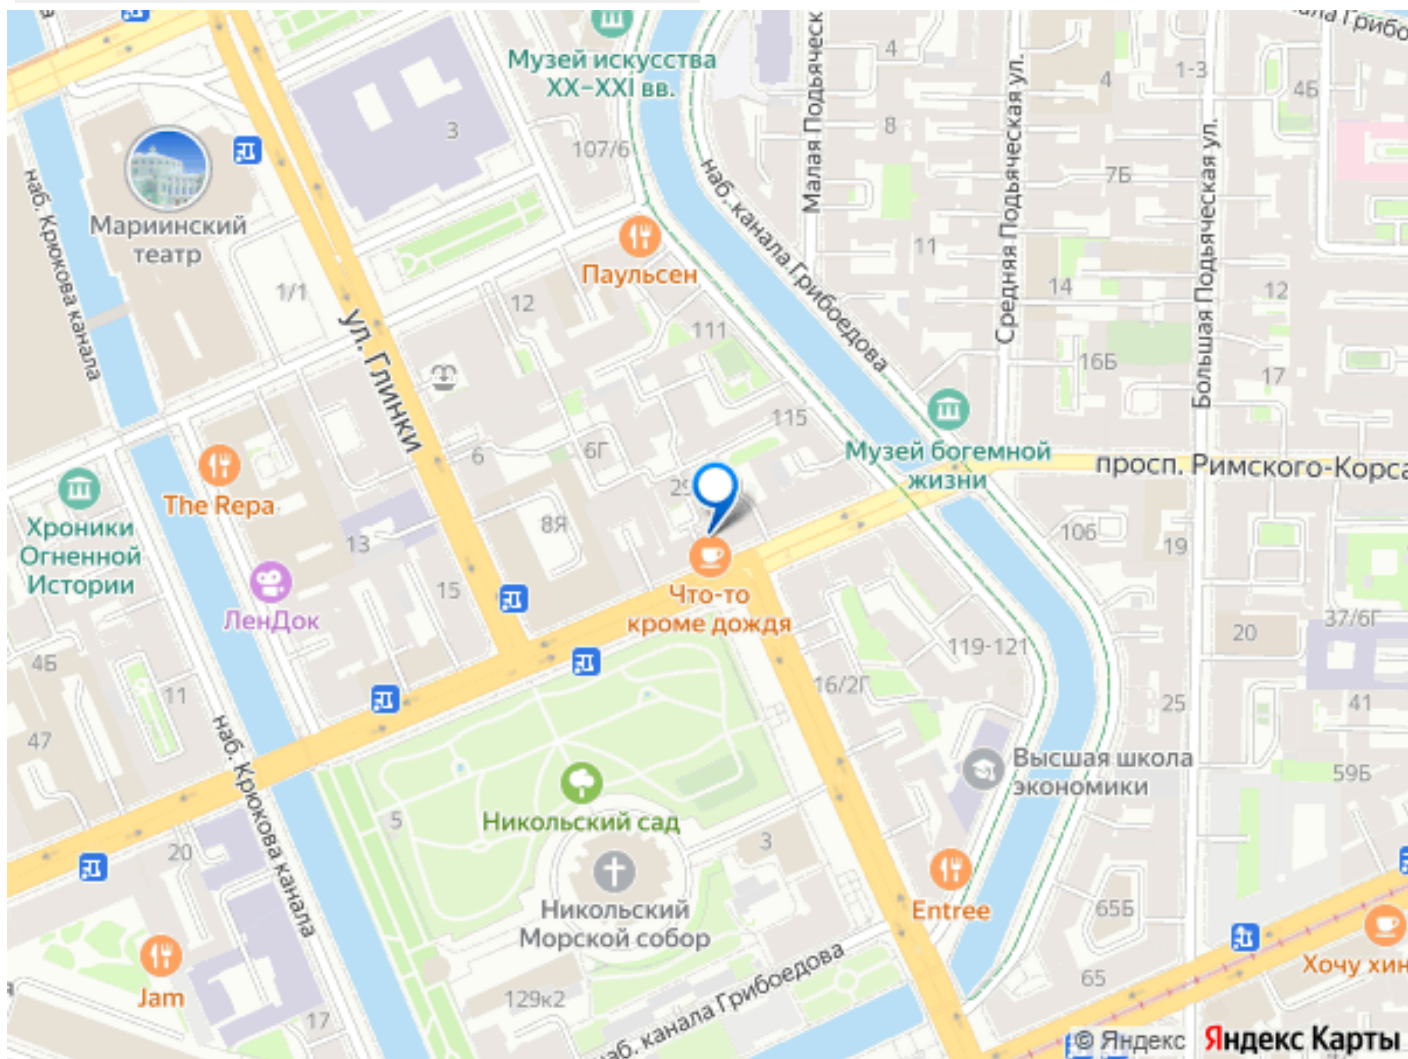 Музей искусства
XX–XXI вв.
107/6
3
4
8
4
1-3
4Б
7Б
Малая Подьяческ
Средняя Подьяческая ул.
Большая Подьяческая ул.
наб. Крюкова канала
Мариинский
театр
1/1
ул. Глинки
Паульсен
12
111
наб. канала Грибоедова
11
14
12
16Б
17
115
Музей богемной
жизни
просп. Римского-Корса
6
6Г
The Repa
Хроники
Огненной
Истории
13
8Я
106
19
ЛенДок
15
Что-то
кроме дождя
119-121
20
37/6Г
4Б
11
16/2Г
25
41
47
наб. Крюкова канала
Высшая школа
экономики
59Б
Никольский сад
5
3
20
Никольский
Морской собор
Entree
65Б
Jam
Хочу хин
65
129к2
наб. канала Грибоедова
17
© Яндекс
Яндекс Карты